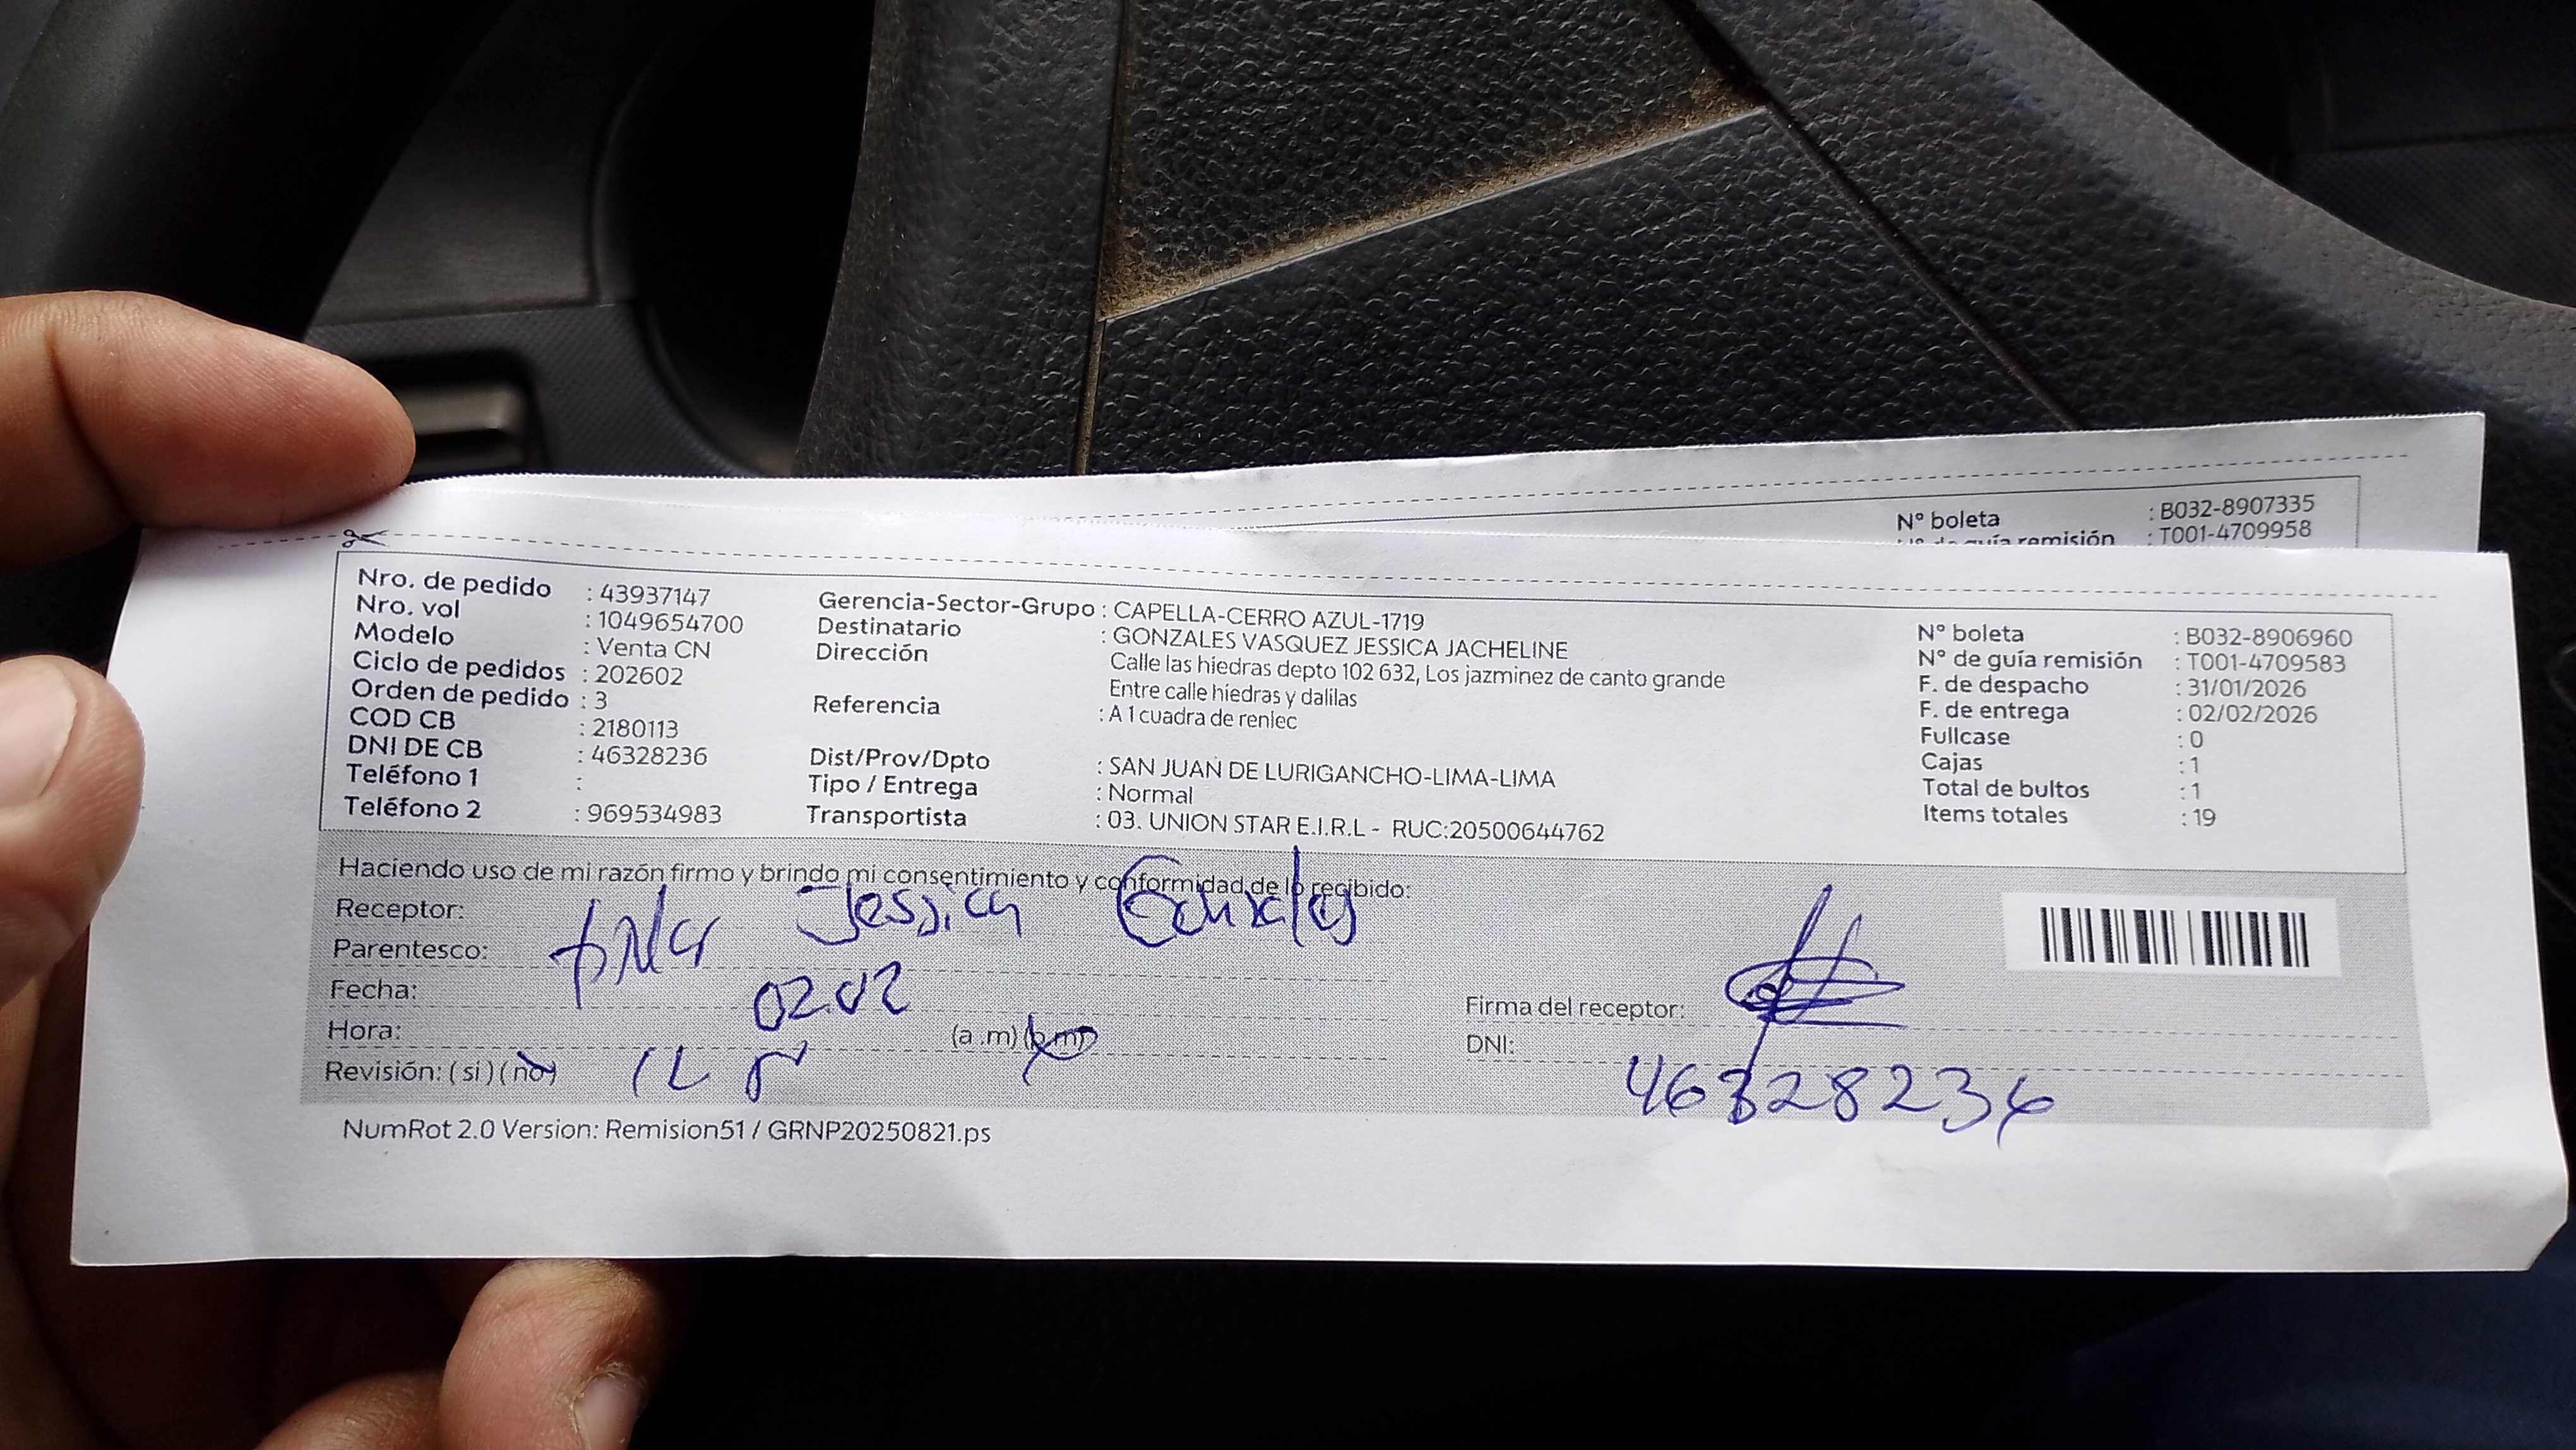 N° boleta : B032-8907335
N° de guía remisión : T001-4709958
Nro. de pedido : 43937147
Nro. vol : 1049654700
Modelo : Venta CN
Ciclo de pedidos : 202602
Orden de pedido : 3
COD CB : 2180113
DNI DE CB : 46328236
Teléfono 1 :
Teléfono 2 : 969534983
Gerencia-Sector-Grupo : CAPELLA-CERRO AZUL-1719
Destinatario : GONZALES VASQUEZ JESSICA JACHELINE
Dirección Calle las hiedras depto 102 632, Los jazminez de canto grande
Entre calle hiedras y dalilas
Referencia : A 1 cuadra de reniec
Dist/Prov/Dpto : SAN JUAN DE LURIGANCHO-LIMA-LIMA
Tipo / Entrega : Normal
Transportista : 03. UNION STAR E.I.R.L - RUC:20500644762
N° boleta : B032-8906960
N° de guía remisión : T001-4709583
F. de despacho : 31/01/2026
F. de entrega : 02/02/2026
Fullcase : 0
Cajas : 1
Total de bultos : 1
Items totales : 19
Haciendo uso de mi razón firmo y brindo mi consentimiento y conformidad de lo recibido:
Receptor: Jessica Gonzales
Parentesco:
Fecha: 02.02
Hora: (a.m) (p.m)
Revisión: (si) (no)
Firma del receptor:
DNI: 46328236
NumRot 2.0 Version: Remision51 / GRNP20250821.ps